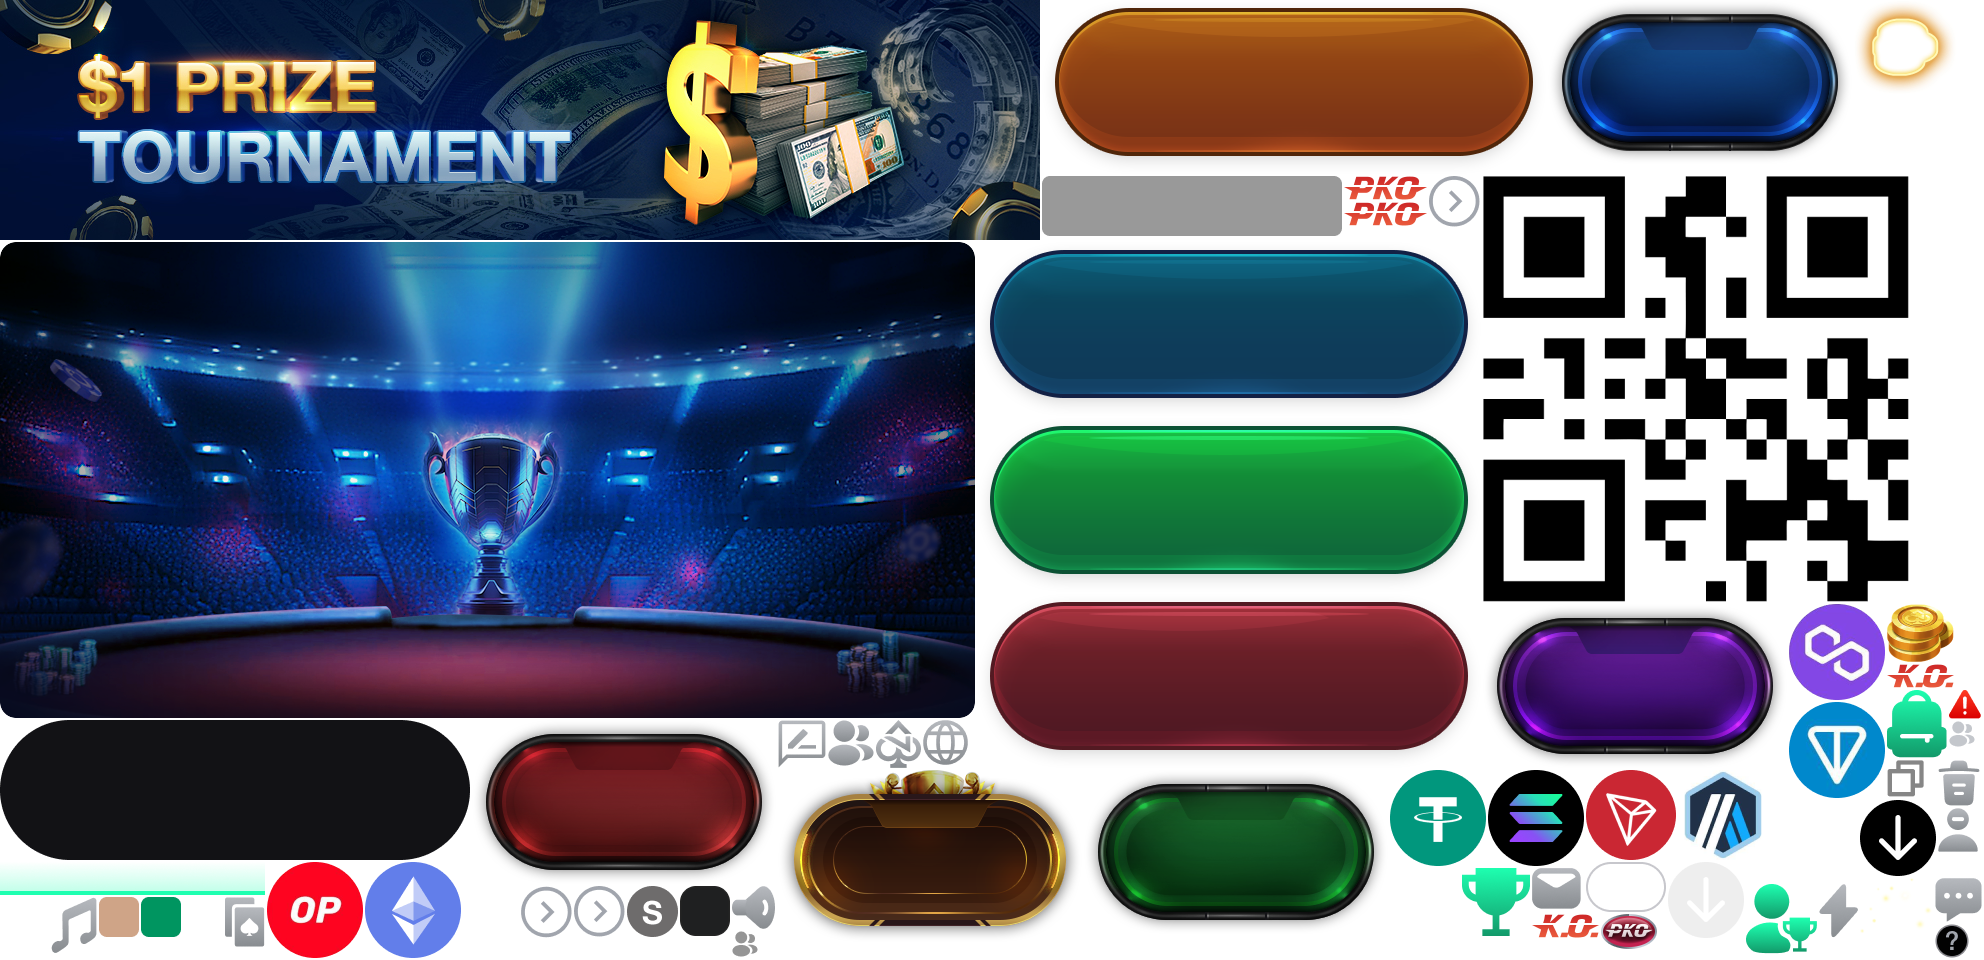 $1 PRIZE
TOURNAMENT
PKO
PKO
K.O.
OP
S
K.O.
PKO
?